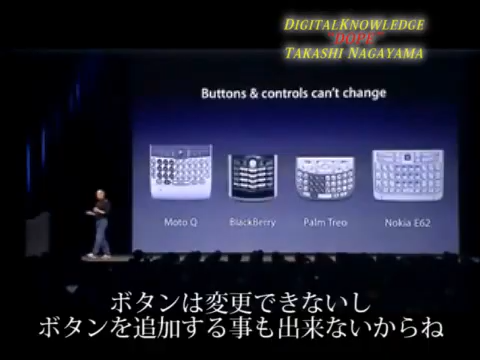 DIGITALKNOWLEDGE
"DOPE"
TAKASHI NAGAYAMA
Buttons & controls can't change
Moto Q BlackBerry Palm Treo Nokia E62
ボタンは変更できないし
ボタンを追加する事も出来ないからね